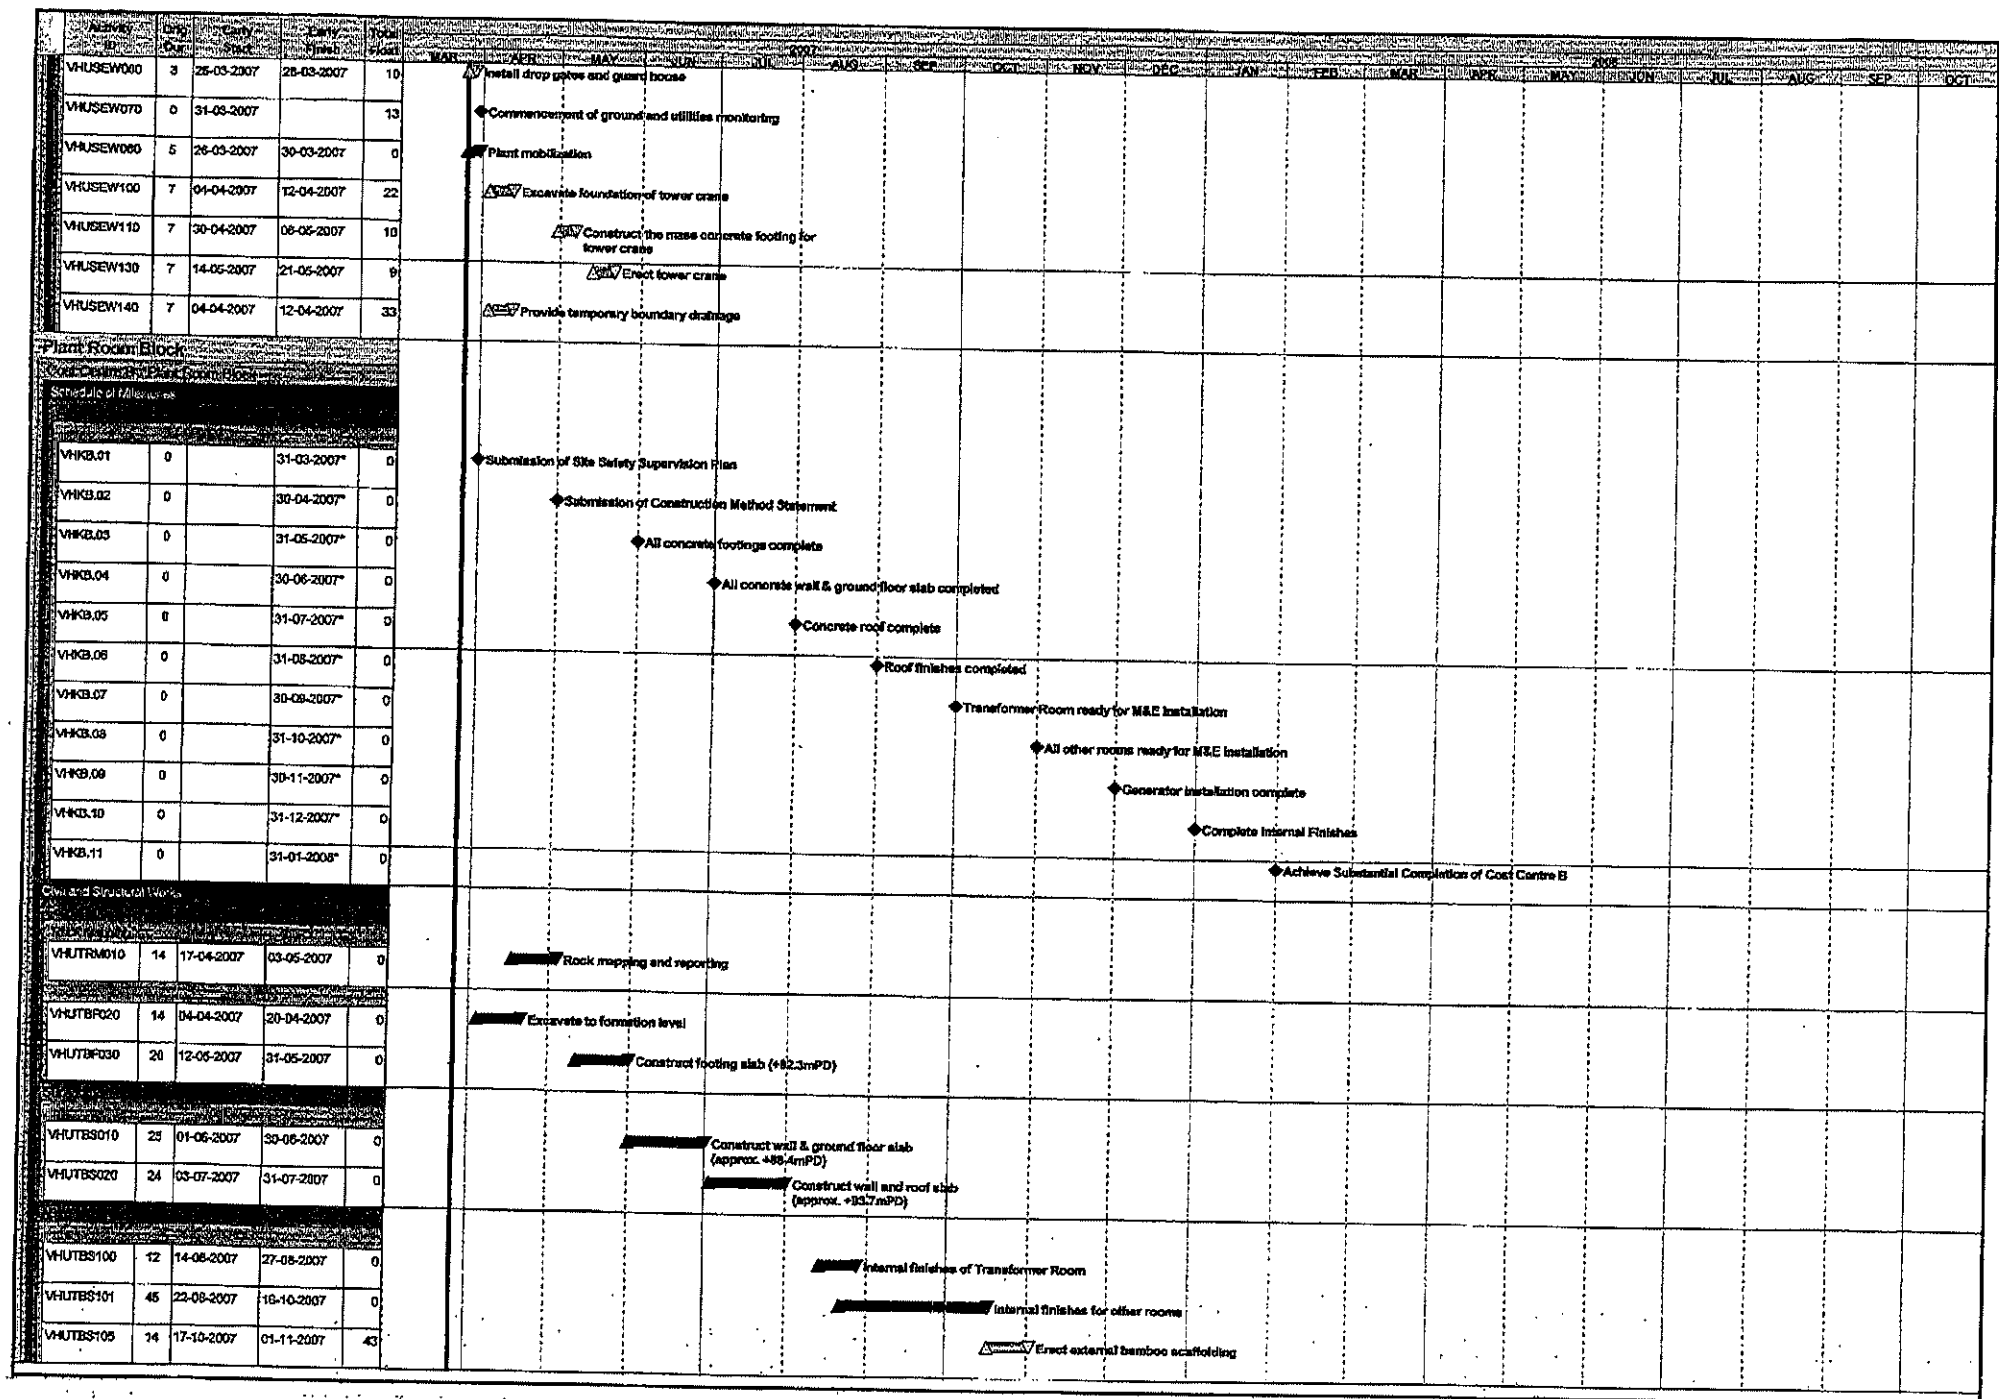 Activity ID Orig Dur Early Start Early Finish Total Float
2007 2008
MAR APR MAY JUN JUL AUG SEP OCT NOV DEC JAN FEB MAR APR MAY JUN JUL AUG SEP OCT
3 10 Install drop gates and guard house
VHUSEW070 0 31-03-2007 13 Commencement of ground and utilities monitoring
5 26-03-2007 30-03-2007 0 Plant mobilization
VHUSEW100 7 04-04-2007 12-04-2007 22 Excavate foundation of tower crane
VHUSEW110 7 30-04-2007 10 Construct the mass concrete footing for
tower crane
VHUSEW130 7 14-05-2007 21-05-2007 9 Erect tower crane
VHUSEW140 7 04-04-2007 12-04-2007 33 Provide temporary boundary drainage
Plant Room Block
Cost Centre B: Plant Room Block
Schedule of Milestones
VHKB.01 0 31-03-2007* 0 Submission of Site Safety Supervision Plan
VHKB.02 0 30-04-2007* 0 Submission of Construction Method Statement
VHKB.03 0 31-05-2007* 0 All concrete footings complete
VHKB.04 0 30-06-2007* 0 All concrete wall & ground floor slab completed
VHKB.05 0 31-07-2007* 0 Concrete roof complete
VHKB.06 0 31-08-2007* 0 Roof finishes completed
VHKB.07 0 30-09-2007* 0 Transformer Room ready for M&E Installation
VHKB.08 0 31-10-2007* 0 All other rooms ready for M&E Installation
VHKB.09 0 30-11-2007* 0 Generator installation complete
VHKB.10 0 31-12-2007* 0 Complete Internal Finishes
VHKB.11 0 31-01-2008* 0 Achieve Substantial Completion of Cost Centre B
Civil and Structural Works
VHUTRM010 14 17-04-2007 03-05-2007 0 Rock mapping and reporting
VHUTBF020 14 04-04-2007 20-04-2007 0 Excavate to formation level
VHUTBF030 20 12-05-2007 31-05-2007 0 Construct footing slab (+82.3mPD)
VHUTBS010 25 01-06-2007 30-06-2007 0 Construct wall & ground floor slab
(approx. +88.4mPD)
VHUTBS020 24 03-07-2007 31-07-2007 0 Construct wall and roof slab
(approx. +93.7mPD)
VHUTBS100 12 14-08-2007 27-08-2007 0 Internal finishes of Transformer Room
VHUTBS101 45 22-08-2007 16-10-2007 0 Internal finishes for other rooms
VHUTBS105 14 17-10-2007 01-11-2007 43 Erect external bamboo scaffolding